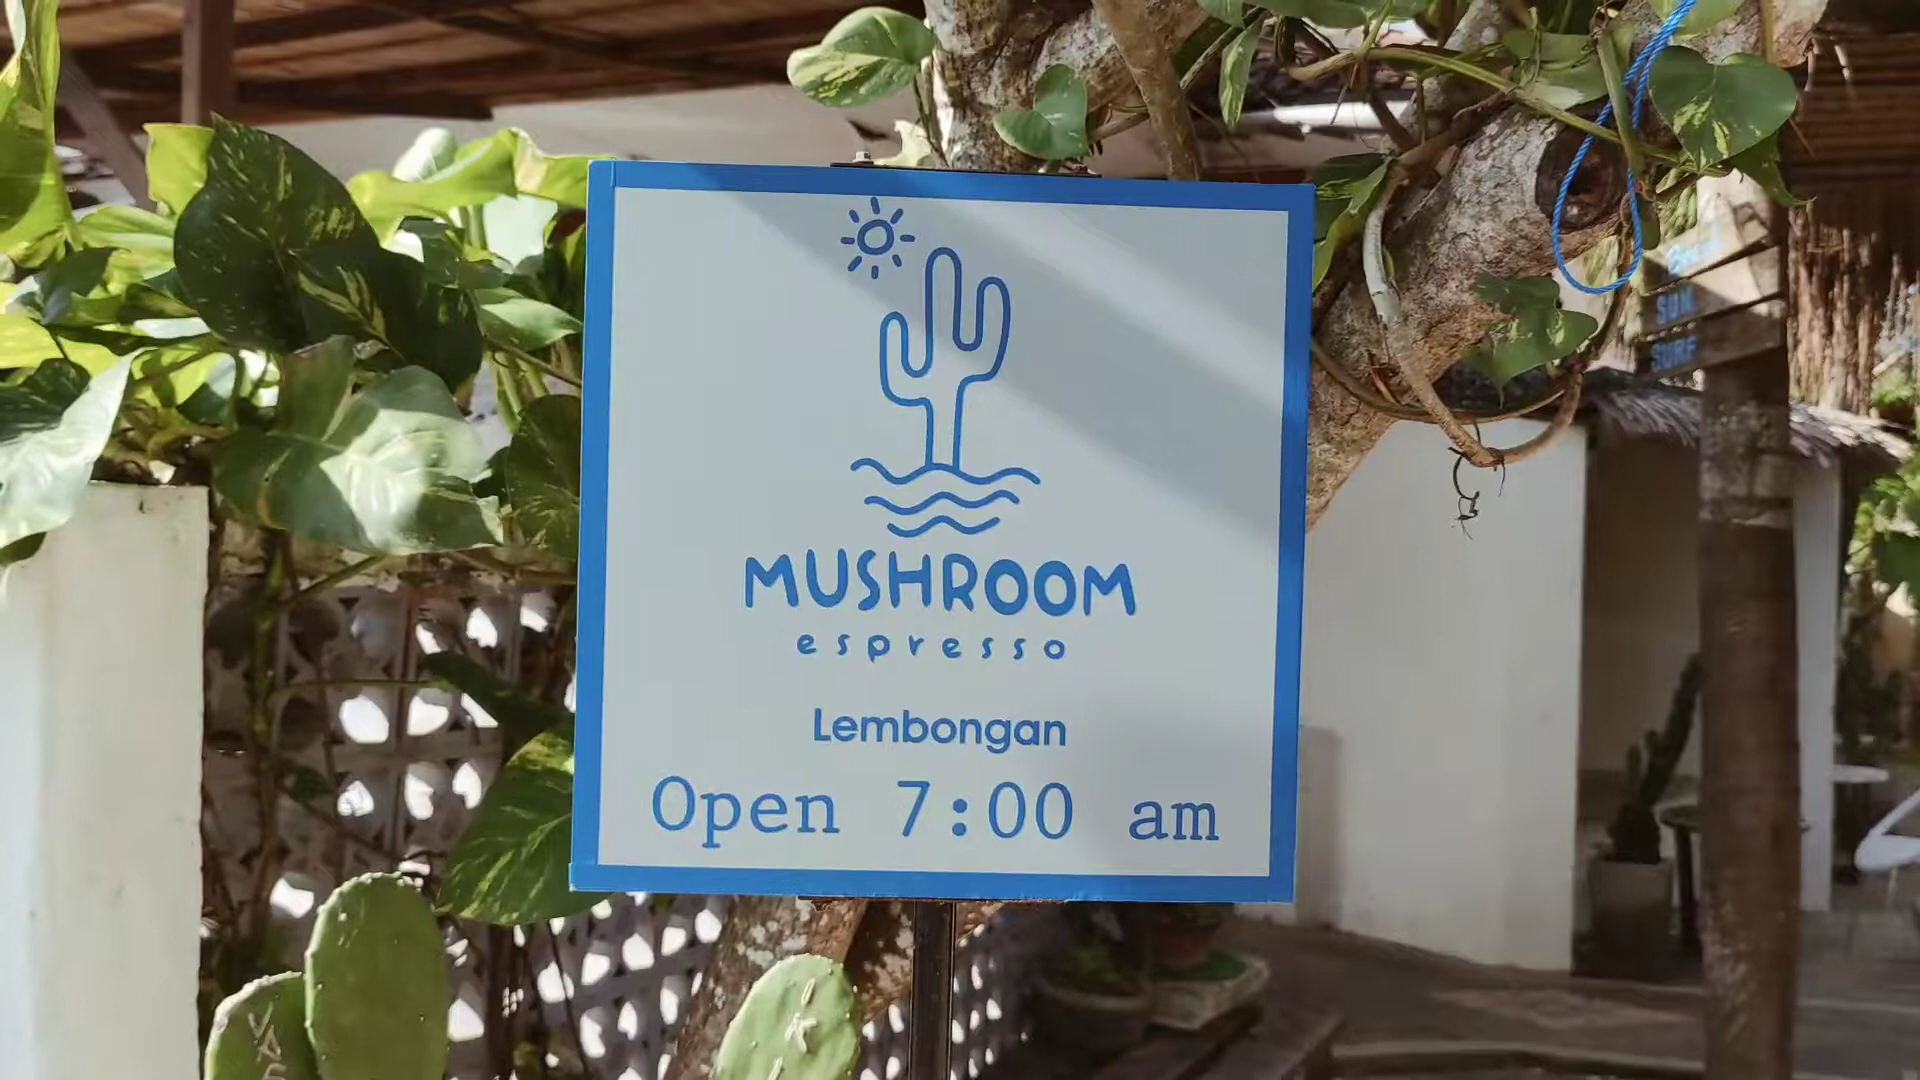 MUSHROOM
espresso
Lembongan
Open 7:00 am
SUN
SURF